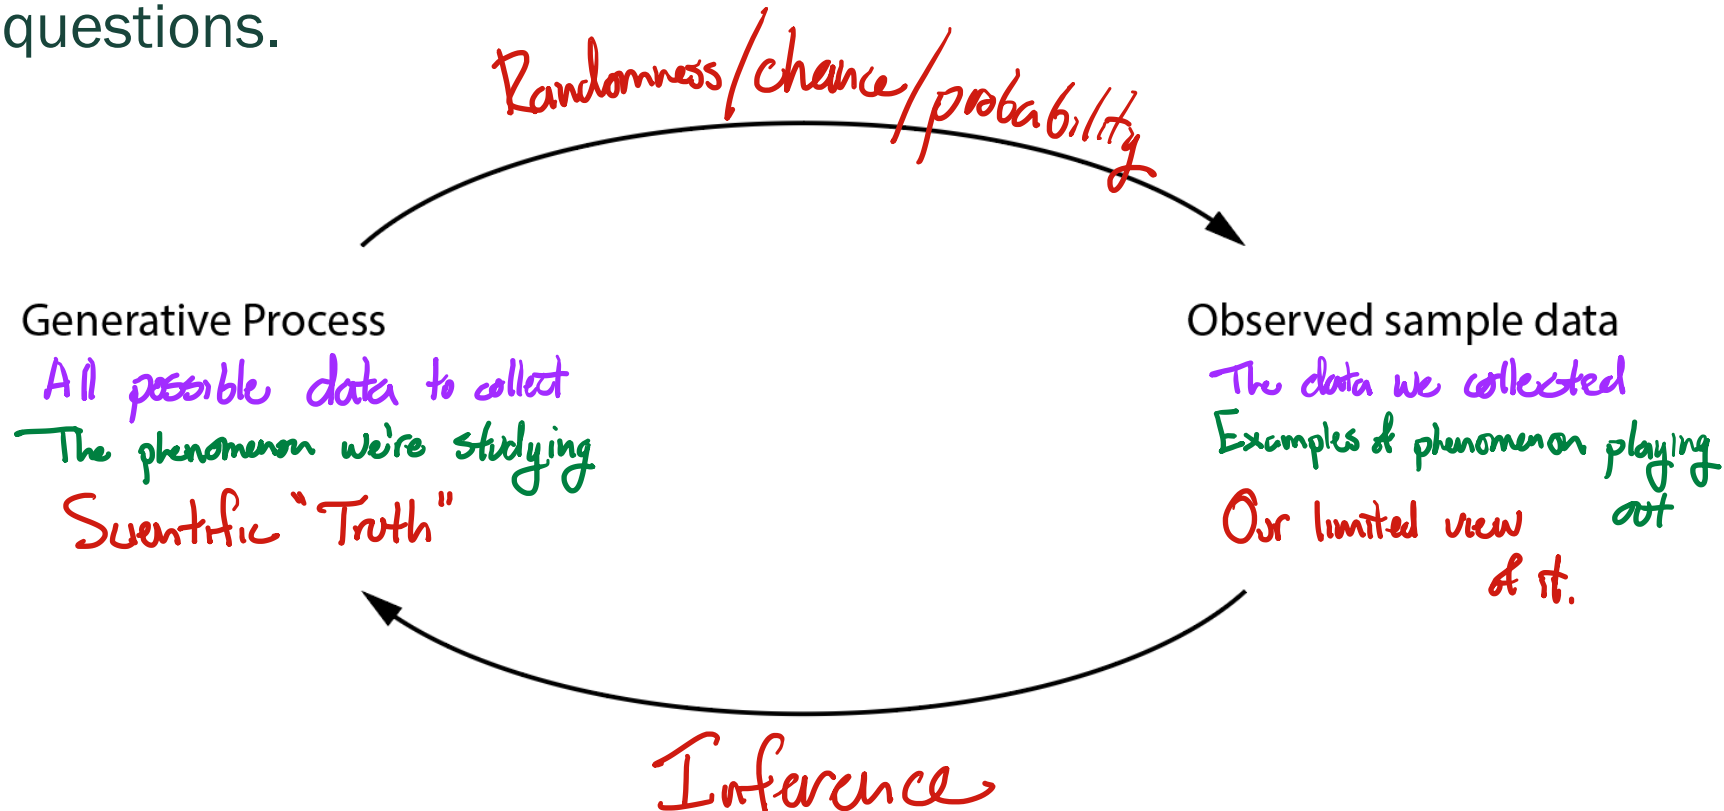 questions.
Randomness/chance/probability
Generative Process
All possible data to collect
The phenomenon we're studying
Scientific "Truth"
Observed sample data
The data we collected
Examples of phenomenon playing
out
Our limited view
of it.
Inference